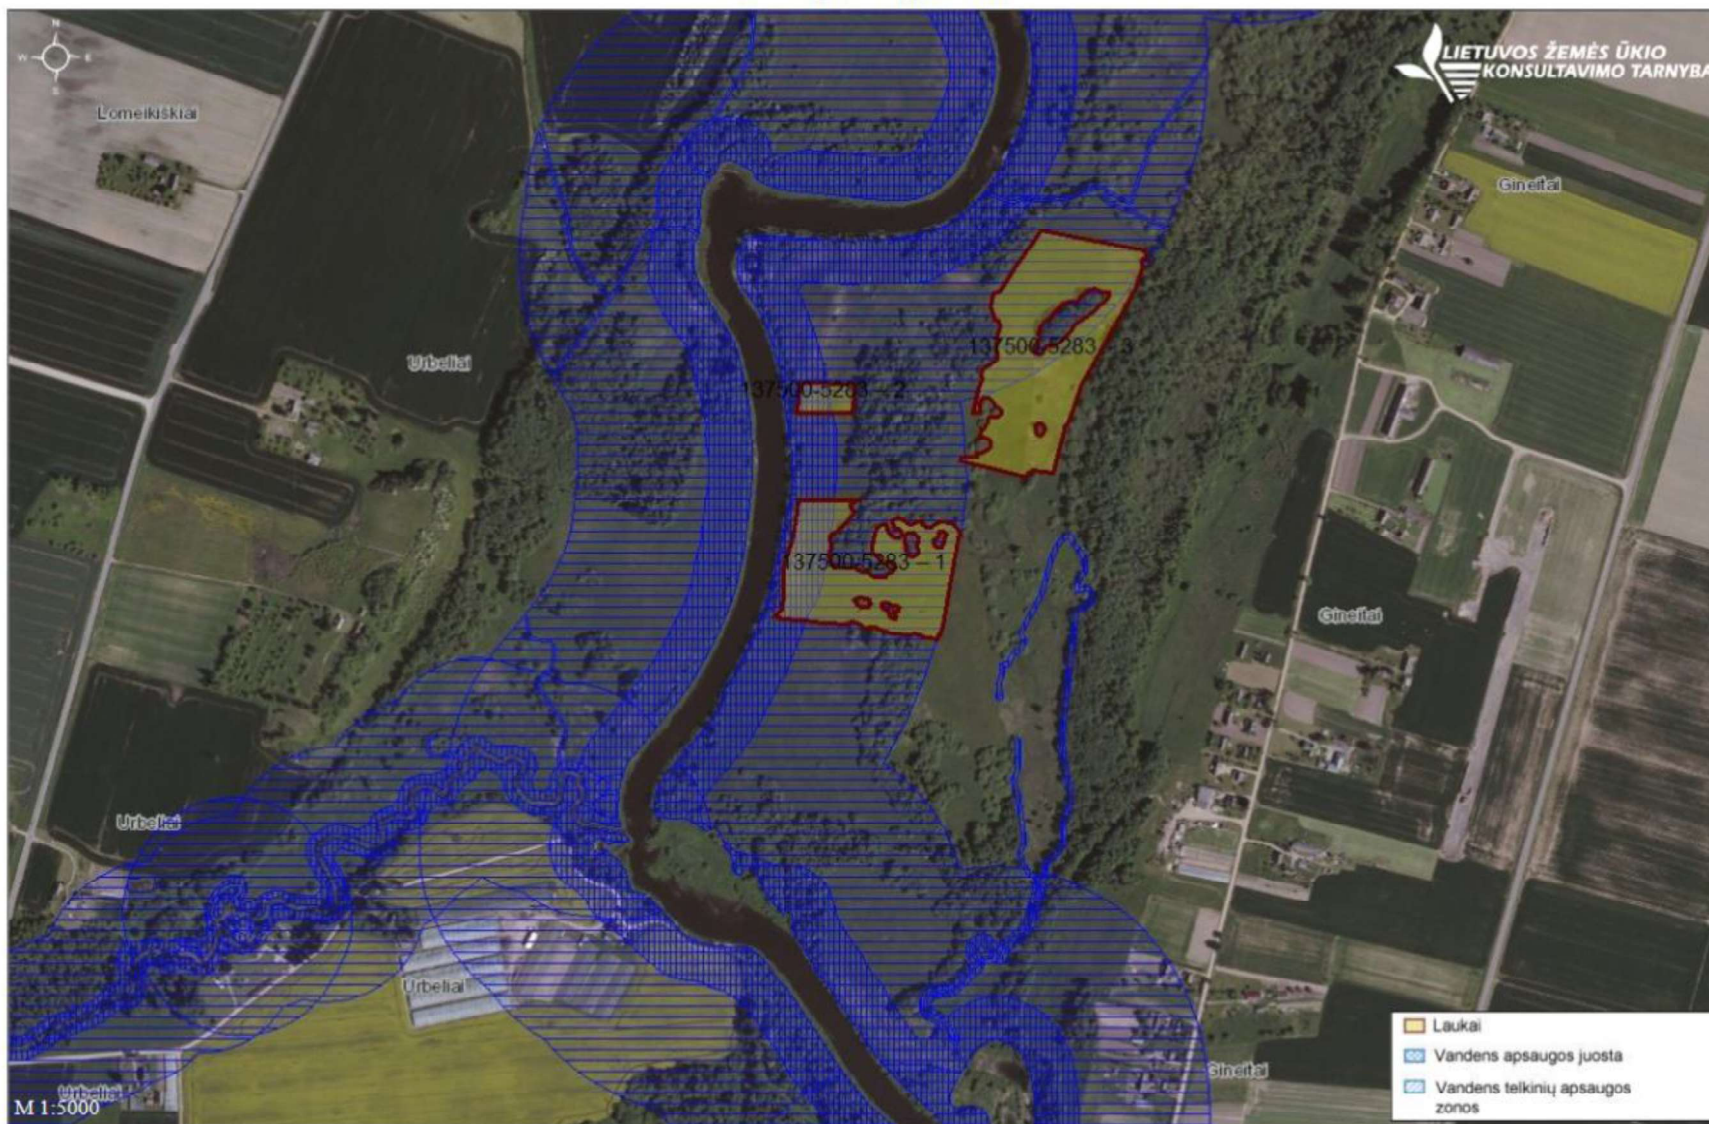 N
W
E
S
LIETUVOS ŽEMĖS ŪKIO
KONSULTAVIMO TARNYBA
Lomeikiškiai
Gineitai
137500-5283 – 3
Urbeliai
137500-5283 – 2
137500-5283 – 1
Gineitai
Urbeliai
Urbeliai
Gineitai
Urbeliai
M 1:5000
Laukai
Vandens apsaugos juosta
Vandens telkinių apsaugos
zonos